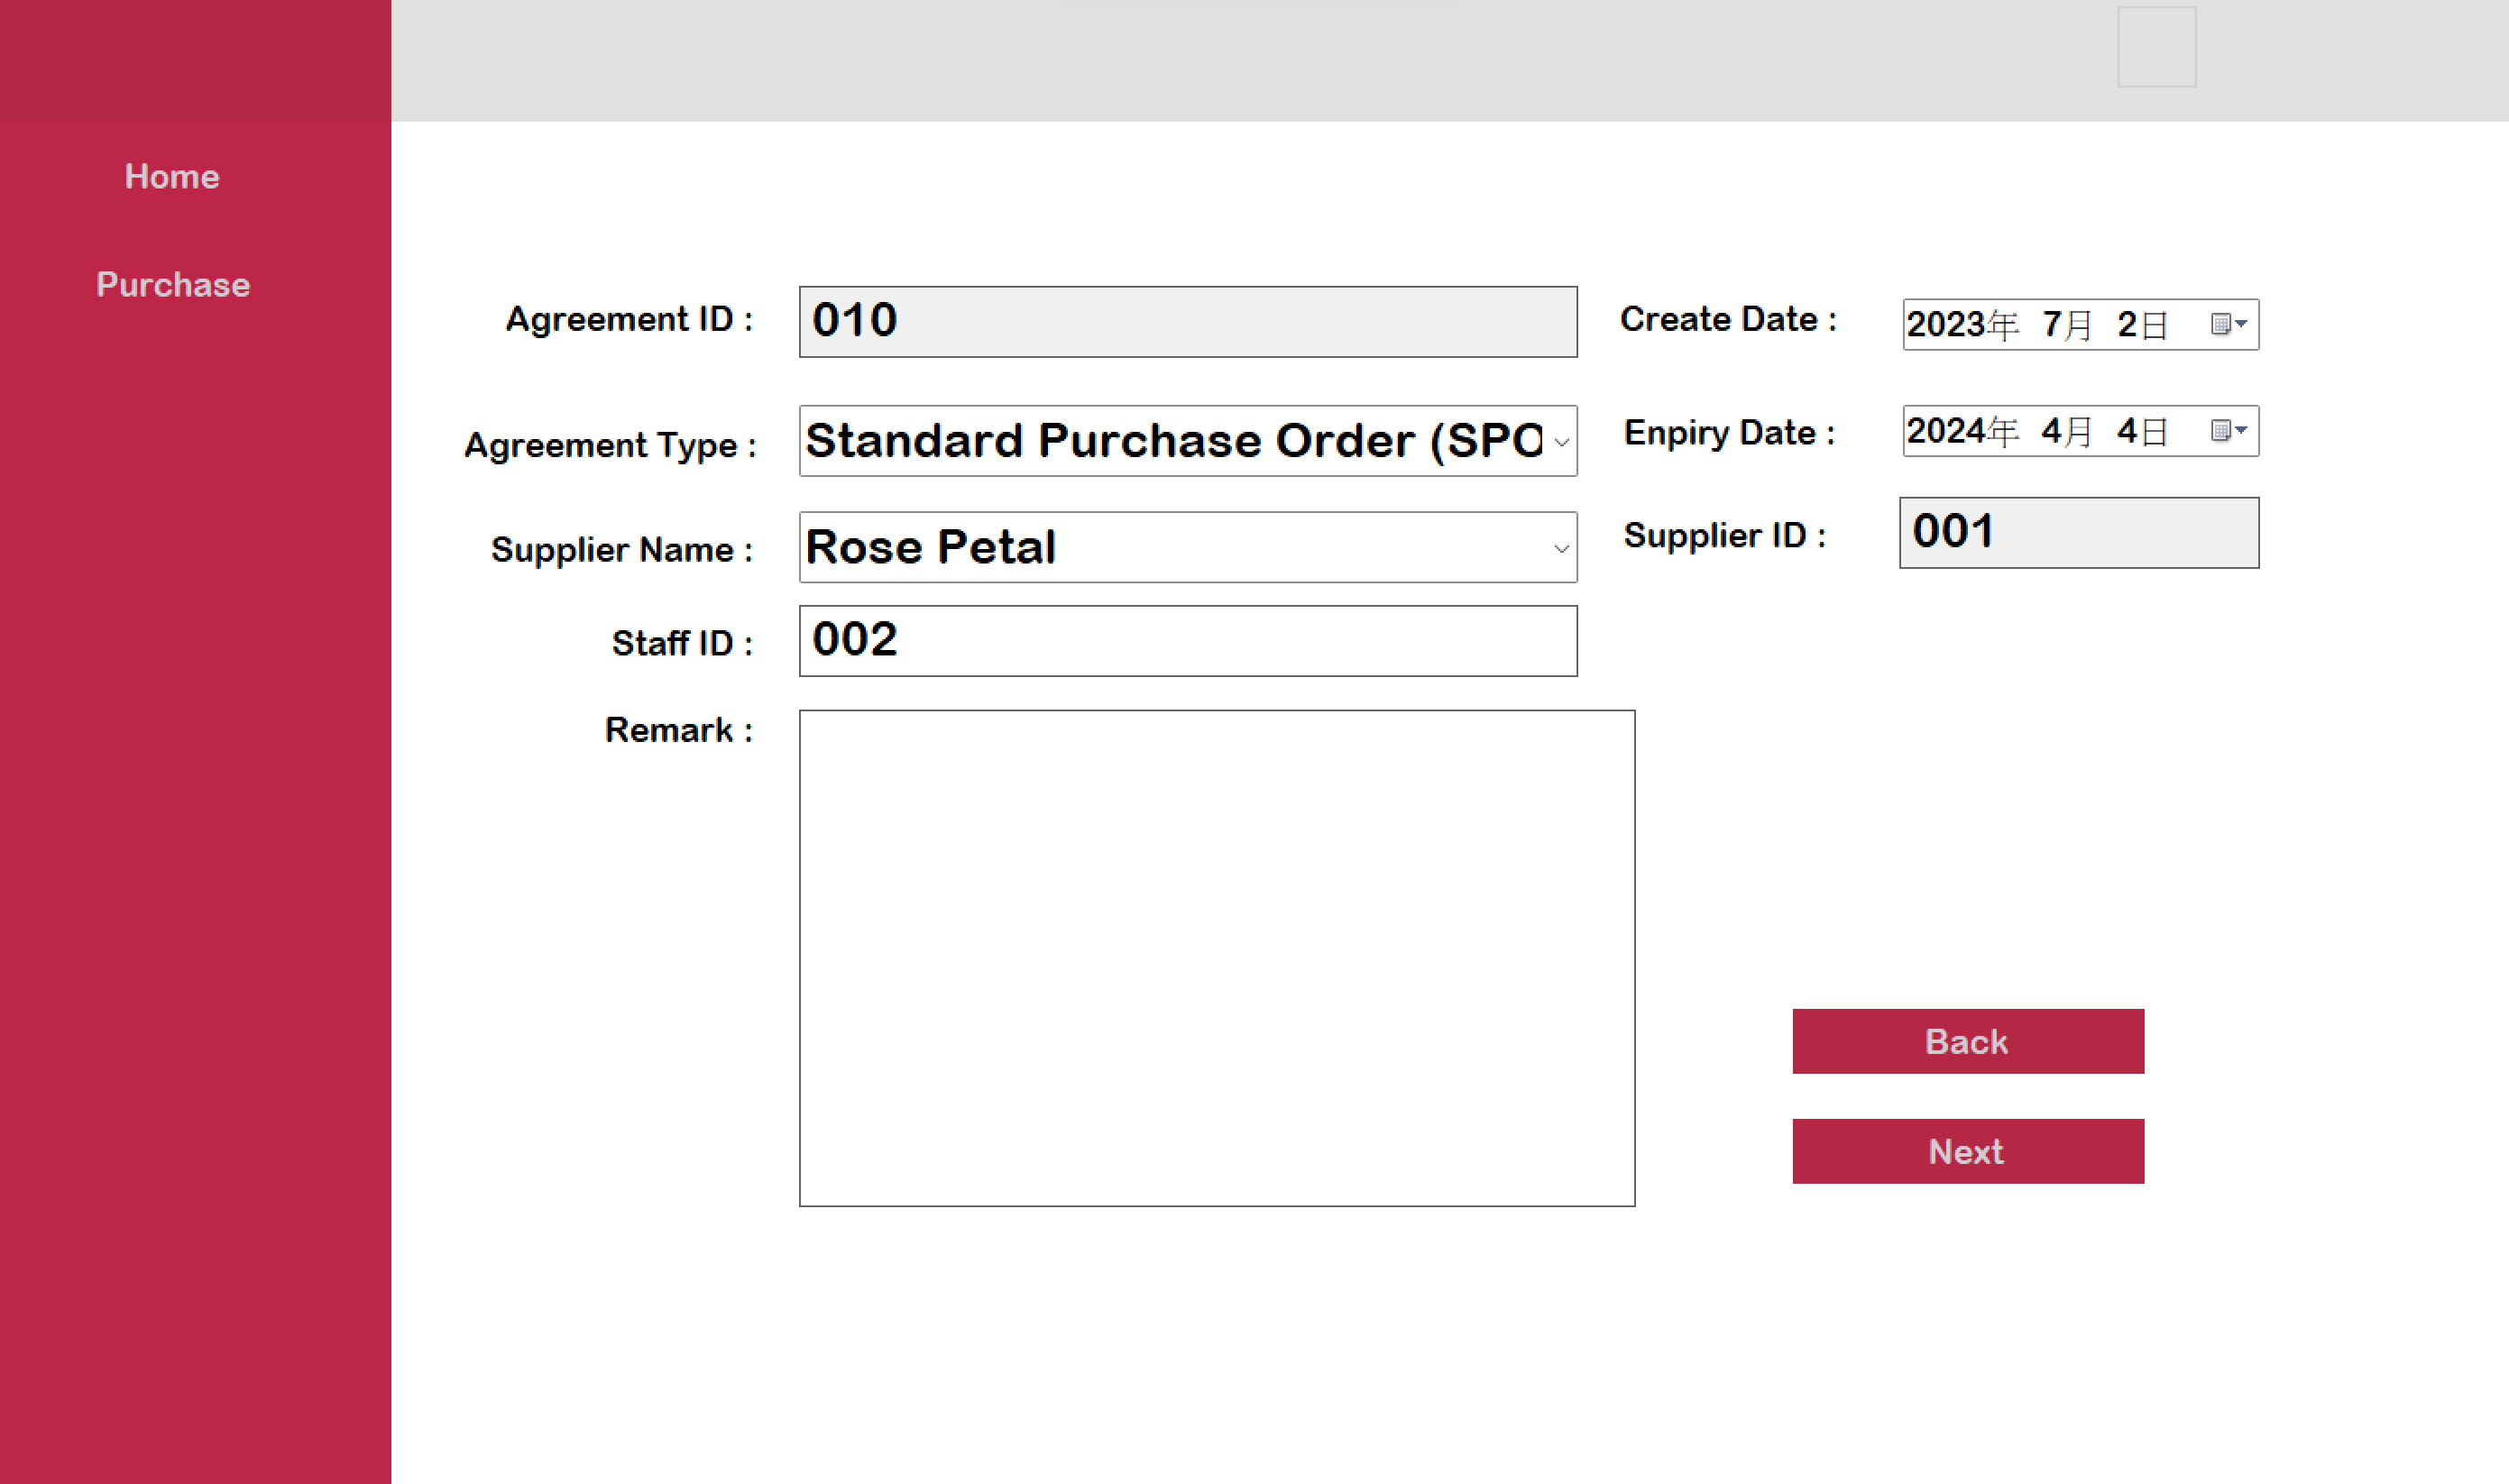 Home
Purchase
Agreement ID :
010
Create Date :
2023年 7月 2日
Agreement Type :
Standard Purchase Order (SPO
Enpiry Date :
2024年 4月 4日
Supplier Name :
Rose Petal
Supplier ID :
001
Staff ID :
002
Remark :
Back
Next